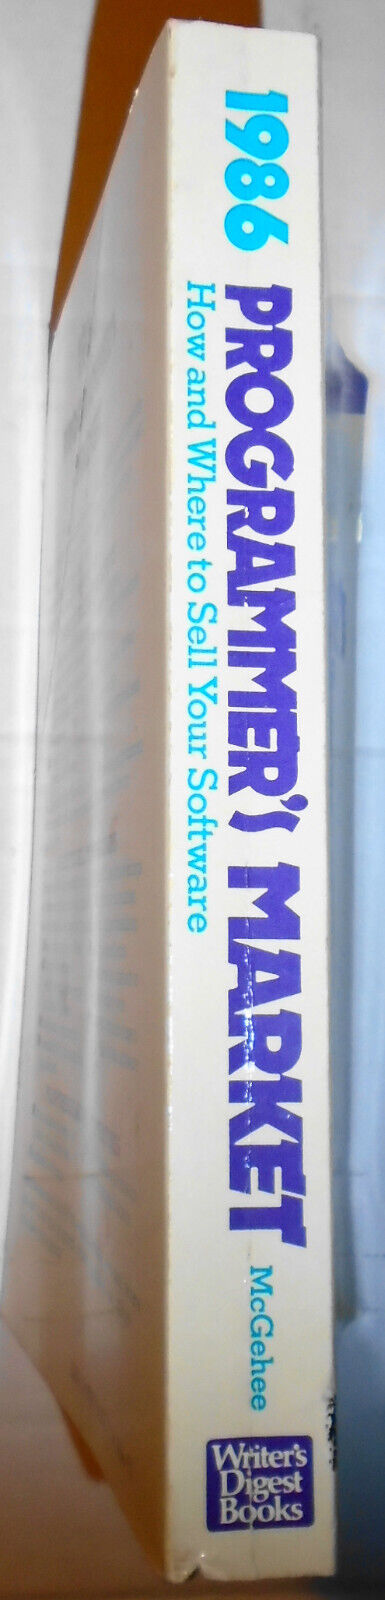 1986 PROGRAMMER'S MARKET
How and Where to Sell Your Software
McGehee
Writer's
Digest
Books